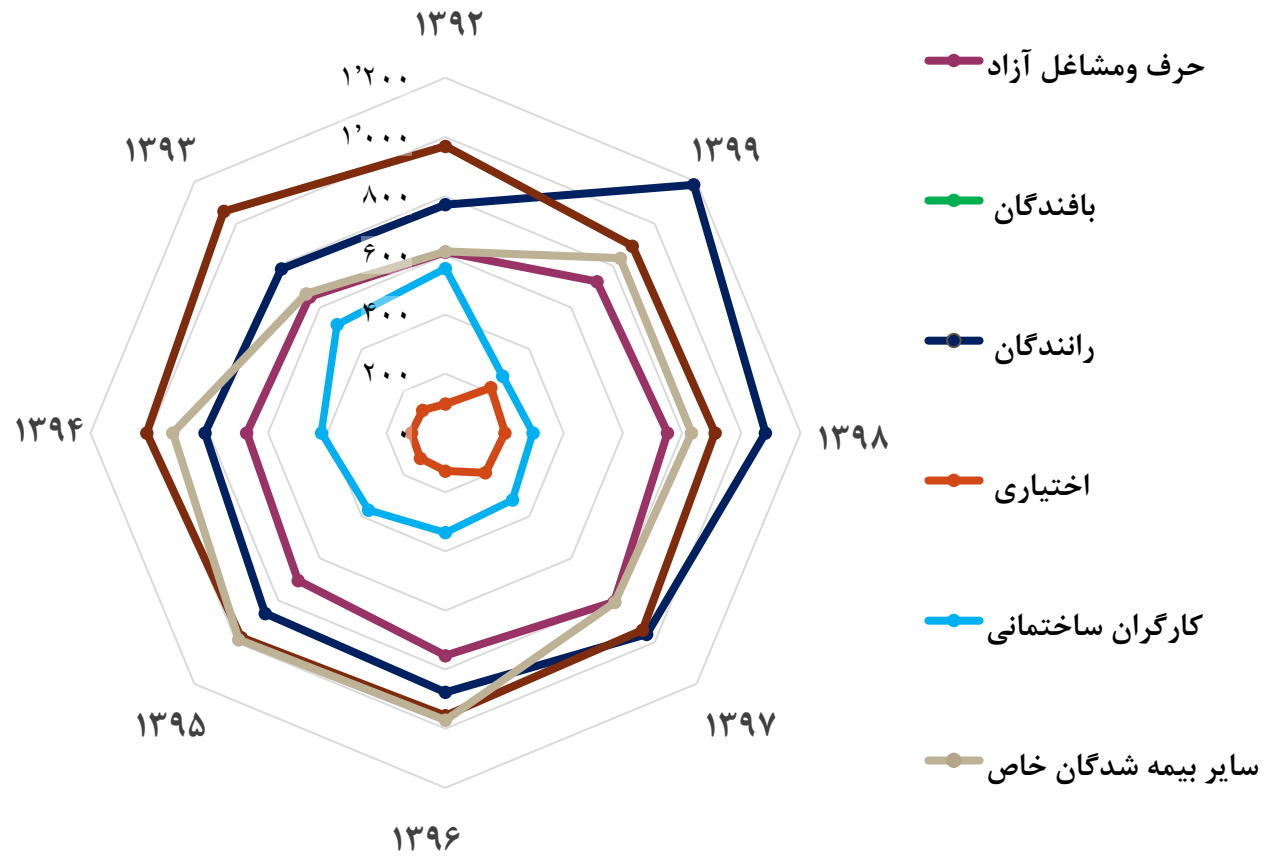 ۱۳۹۲
۱۳۹۹
۱۳۹۸
۱۳۹۷
۱۳۹۶
۱۳۹۵
۱۳۹۴
۱۳۹۳
۱٬۲۰۰
۱٬۰۰۰
۸۰۰
۶۰۰
۴۰۰
۲۰۰
۰
حرف ومشاغل آزاد
بافندگان
رانندگان
اختیاری
کارگران ساختمانی
سایر بیمه شدگان خاص